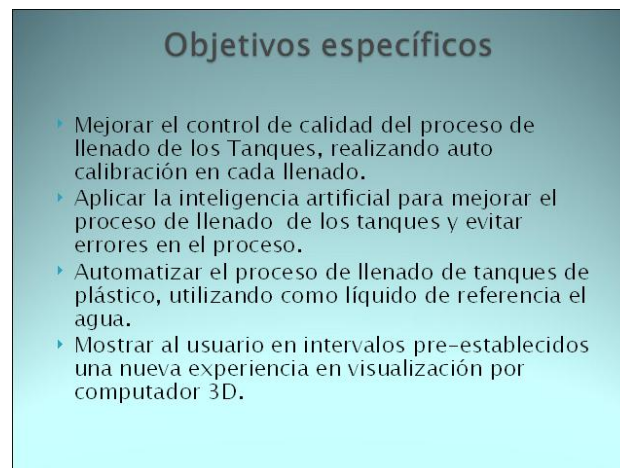 Objetivos específicos
Mejorar el control de calidad del proceso de
llenado de los Tanques, realizando auto
calibración en cada llenado.
Aplicar la inteligencia artificial para mejorar el
proceso de llenado de los tanques y evitar
errores en el proceso.
Automatizar el proceso de llenado de tanques de
plástico, utilizando como líquido de referencia el
agua.
Mostrar al usuario en intervalos pre-establecidos
una nueva experiencia en visualización por
computador 3D.